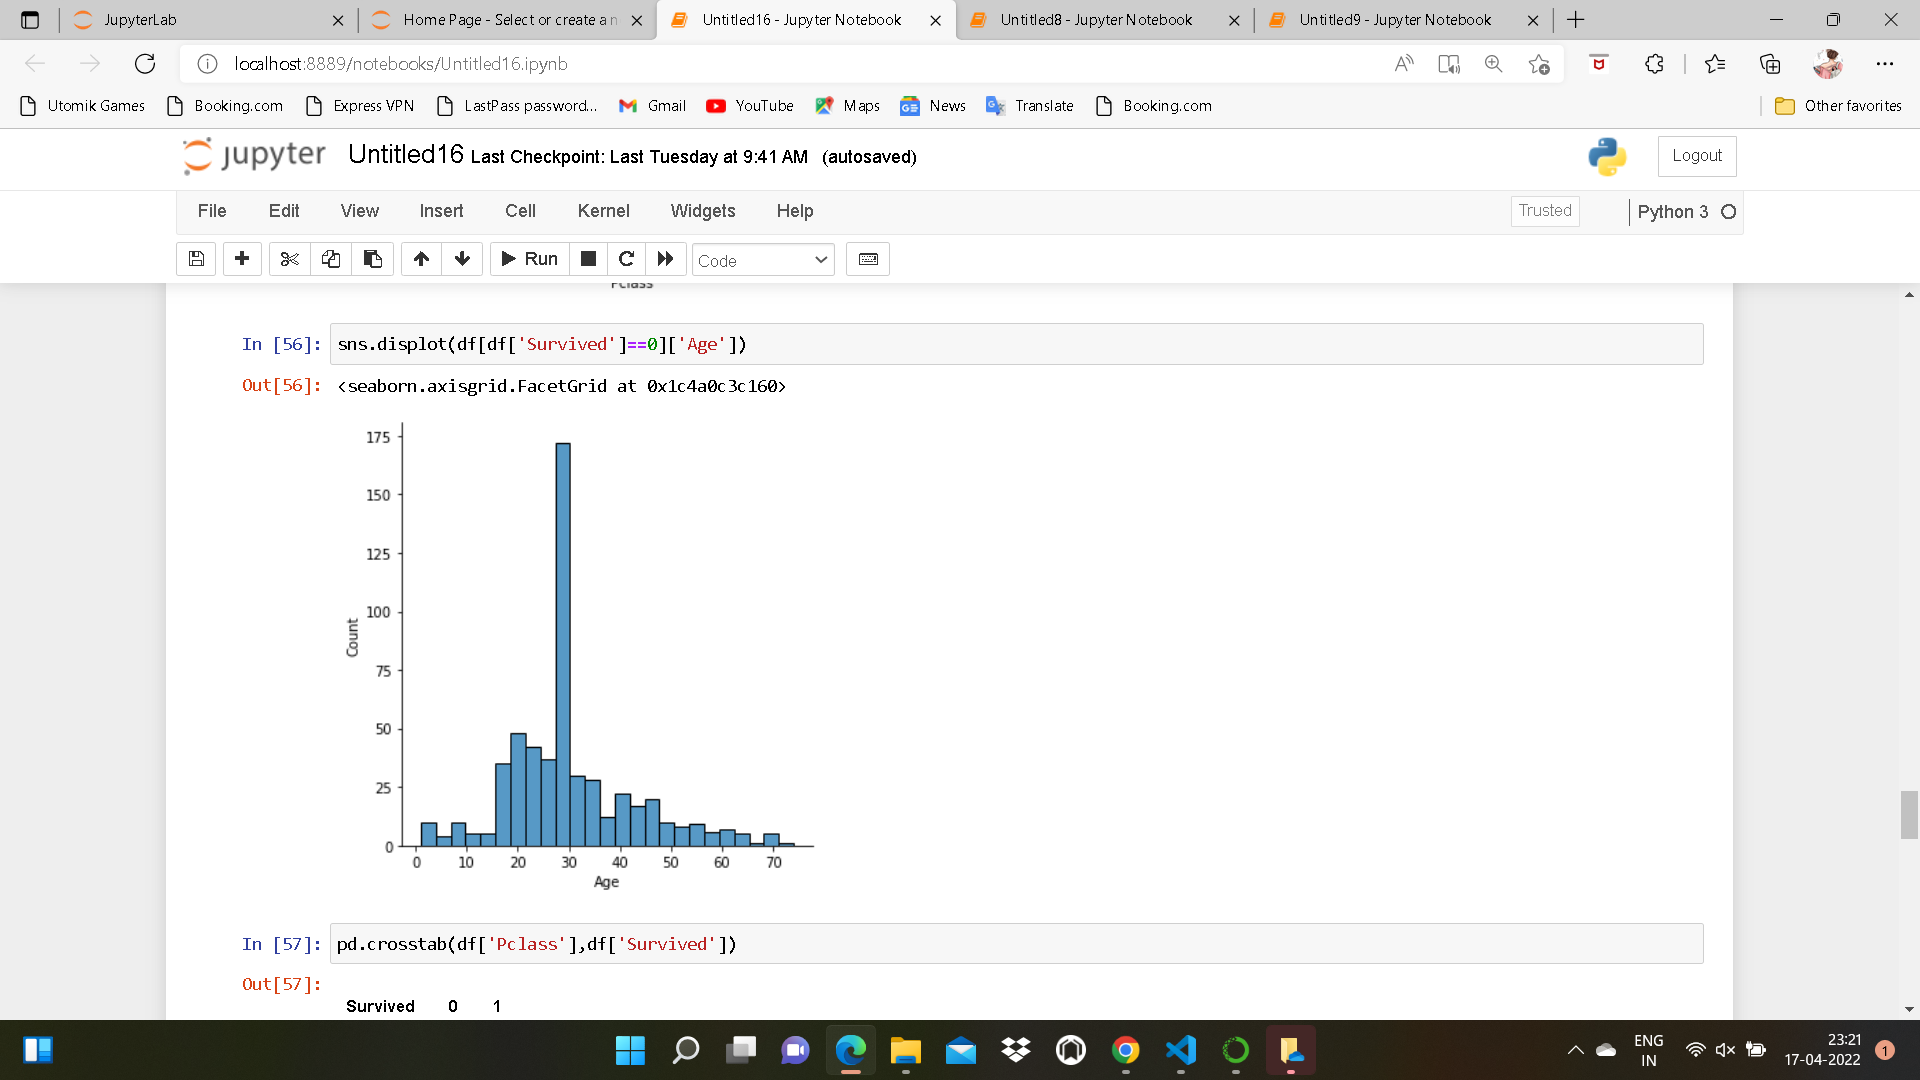 JupyterLab
Home Page - Select or create a n
Untitled16 - Jupyter Notebook
Untitled8 - Jupyter Notebook
Untitled9 - Jupyter Notebook
localhost:8889/notebooks/Untitled16.ipynb
Utomik Games
Booking.com
Express VPN
LastPass password...
Gmail
YouTube
Maps
News
Translate
Booking.com
Other favorites
jupyter Untitled16 Last Checkpoint: Last Tuesday at 9:41 AM (autosaved)
Logout
File Edit View Insert Cell Kernel Widgets Help
Trusted
Python 3
Run
Code
Pclass
In [56]: sns.displot(df[df['Survived']==0]['Age'])
Out[56]: <seaborn.axisgrid.FacetGrid at 0x1c4a0c3c160>
175
150
125
100
75
50
25
0
Count
0 10 20 30 40 50 60 70
Age
In [57]: pd.crosstab(df['Pclass'],df['Survived'])
Out[57]:
Survived 0 1
ENG
IN
23:21
17-04-2022
1